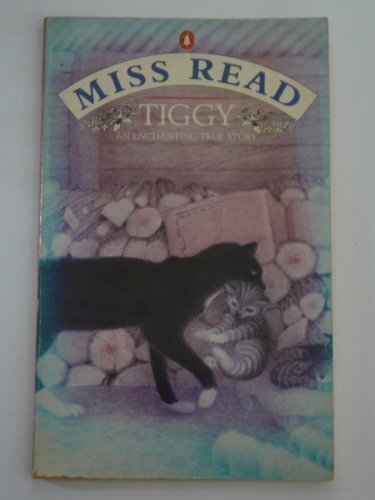 MISS READ
TIGGY
AN ENCHANTING TRUE STORY